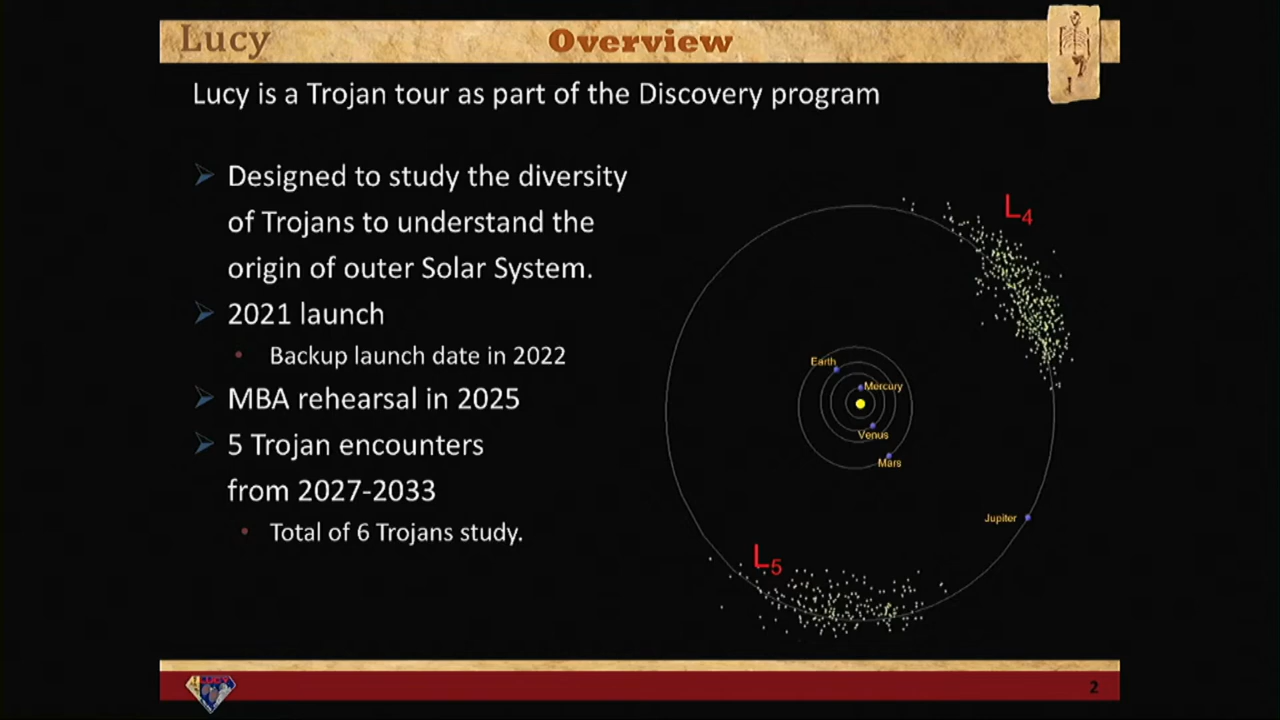 Lucy
Overview
Lucy is a Trojan tour as part of the Discovery program
Designed to study the diversity
of Trojans to understand the
origin of outer Solar System.
2021 launch
Backup launch date in 2022
MBA rehearsal in 2025
5 Trojan encounters
from 2027-2033
Total of 6 Trojans study.
L4
Earth
Mercury
Venus
Mars
Jupiter
L5
LUCY
2